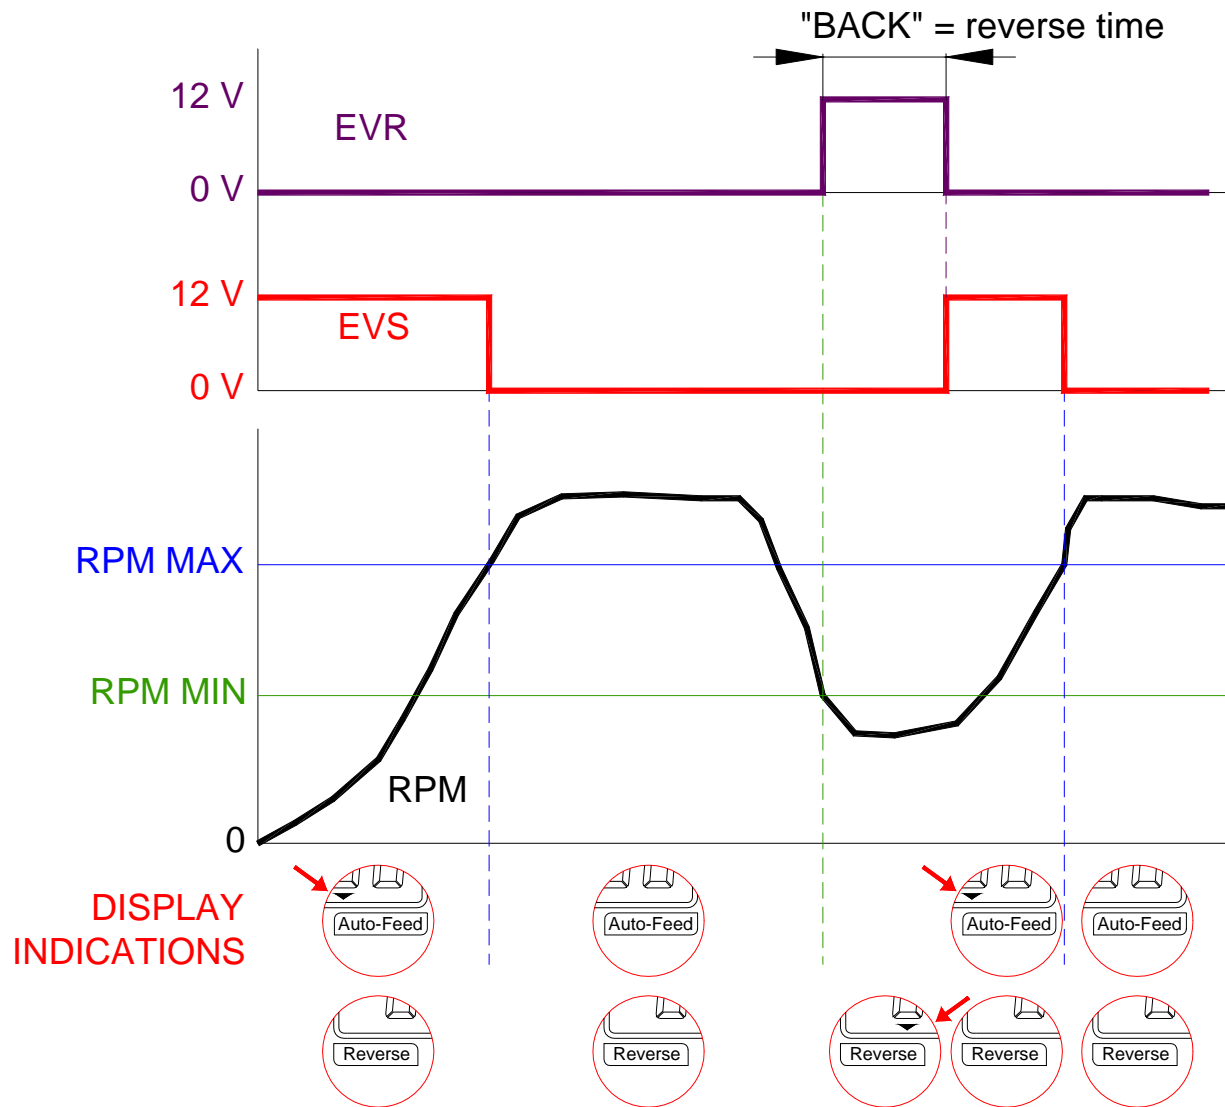 "BACK" = reverse time
12 V
EVR
0 V
12 V
EVS
0 V
RPM MAX
RPM MIN
RPM
0
DISPLAY
INDICATIONS
Auto-Feed
Auto-Feed
Auto-Feed
Auto-Feed
Reverse
Reverse
Reverse
Reverse
Reverse